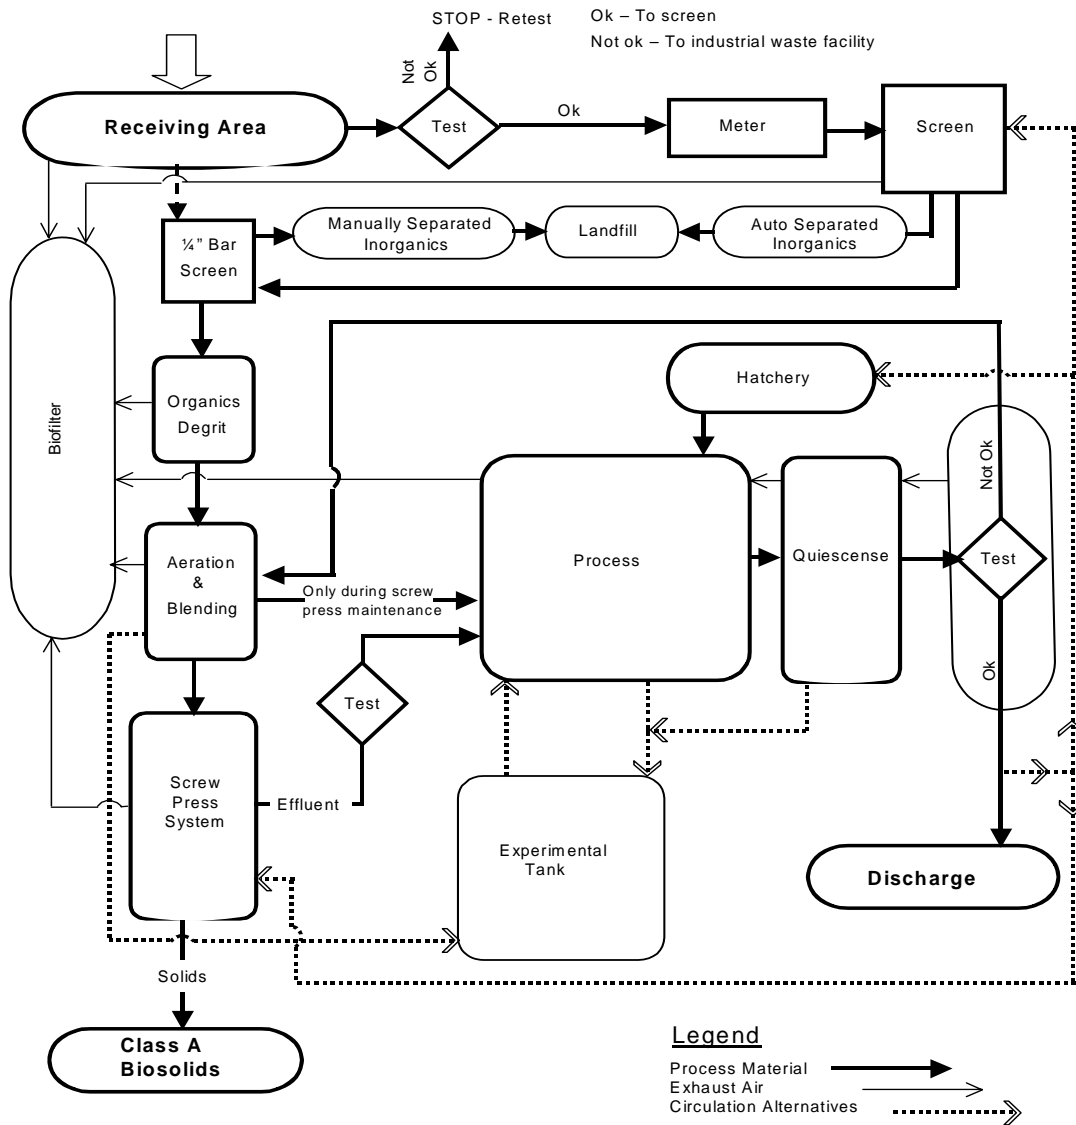 STOP - Retest
Ok – To screen
Not ok – To industrial waste facility
Not
Ok
Receiving Area
Test
Ok
Meter
Screen
Manually Separated
Inorganics
Landfill
Auto Separated
Inorganics
¼” Bar
Screen
Biofilter
Organics
Degrit
Hatchery
Not Ok
Aeration
&
Blending
Only during screw
press maintenance
Process
Quiescense
Test
Ok
Test
Screw
Press
System
Effluent
Experimental
Tank
Discharge
Solids
Class A
Biosolids
Legend
Process Material
Exhaust Air
Circulation Alternatives